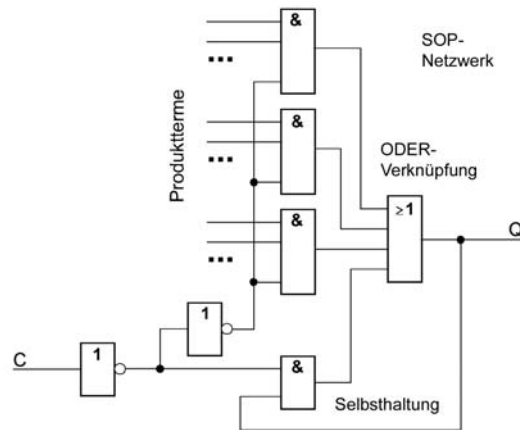 &
SOP-
Netzwerk
...
Produktterme
&
ODER-
Verknüpfung
...
≥1
&
Q
...
1
C
1
&
Selbsthaltung